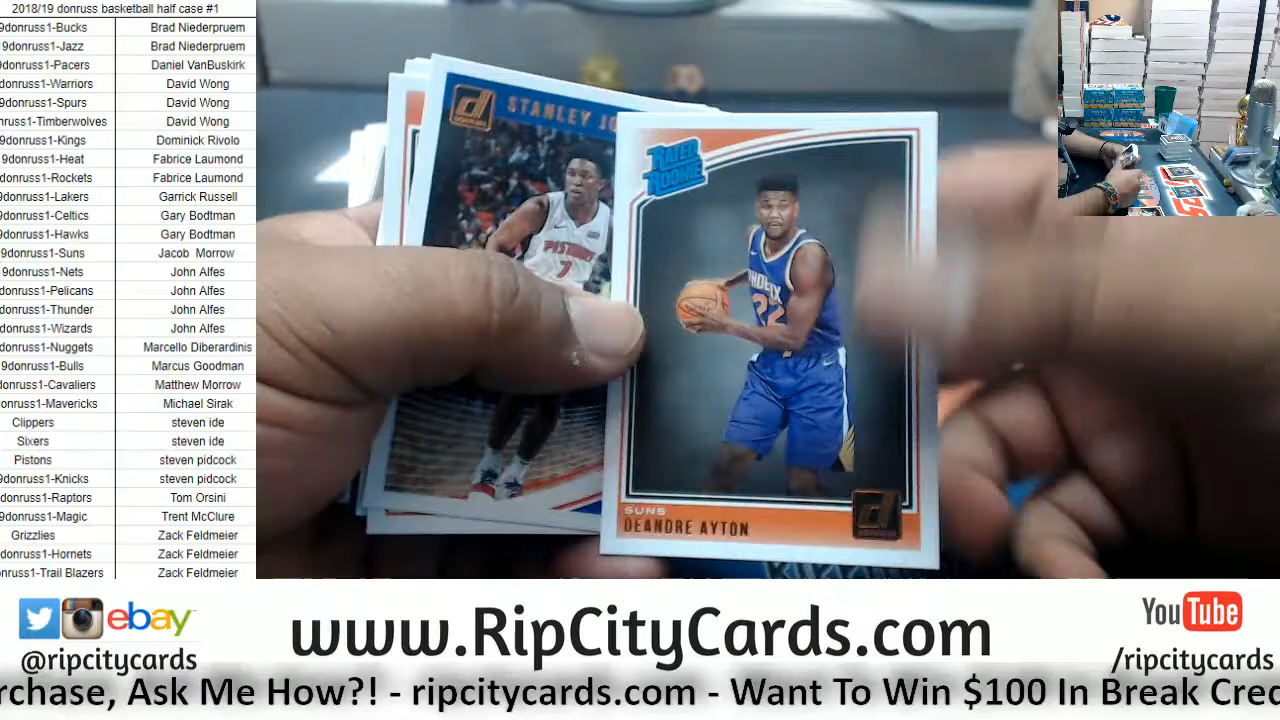 2018/19 donruss basketball half case #1
9donruss1-Bucks Brad Niederpruem
9donruss1-Jazz Brad Niederpruem
9donruss1-Pacers Daniel VanBuskirk
donruss1-Warriors David Wong
9donruss1-Spurs David Wong
onruss1-Timberwolves David Wong
9donruss1-Kings Dominick Rivolo
9donruss1-Heat Fabrice Laumond
9donruss1-Rockets Fabrice Laumond
9donruss1-Lakers Garrick Russell
9donruss1-Celtics Gary Bodtman
9donruss1-Hawks Gary Bodtman
9donruss1-Suns Jacob Morrow
9donruss1-Nets John Alfes
donruss1-Pelicans John Alfes
donruss1-Thunder John Alfes
donruss1-Wizards John Alfes
donruss1-Nuggets Marcello Diberardinis
9donruss1-Bulls Marcus Goodman
donruss1-Cavaliers Matthew Morrow
onruss1-Mavericks Michael Sirak
Clippers steven ide
Sixers steven ide
Pistons steven pidcock
9donruss1-Knicks steven pidcock
donruss1-Raptors Tom Orsini
9donruss1-Magic Trent McClure
Grizzlies Zack Feldmeier
donruss1-Hornets Zack Feldmeier
nruss1-Trail Blazers Zack Feldmeier
STANLEY JO
PISTONS
7
RATED
ROOKIE
PHOENIX
22
SUNS
DEANDRE AYTON
ebay
@ripcitycards
www.RipCityCards.com
YouTube
/ripcitycards
rchase, Ask Me How?! - ripcitycards.com - Want To Win $100 In Break Cred